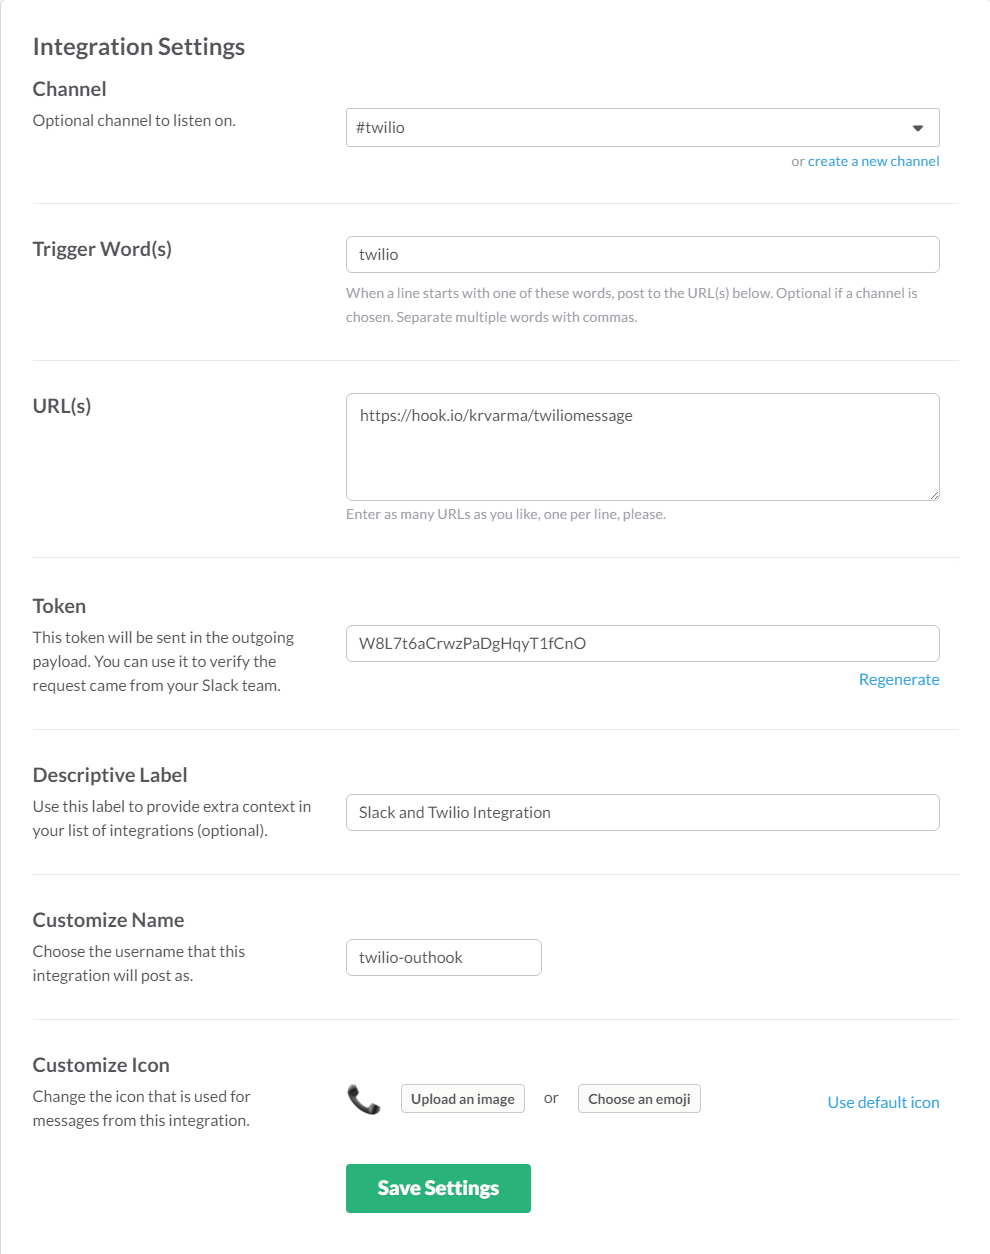 Integration Settings
Channel
Optional channel to listen on.
#twilio
or create a new channel
Trigger Word(s)
twilio
When a line starts with one of these words, post to the URL(s) below. Optional if a channel is
chosen. Separate multiple words with commas.
URL(s)
https://hook.io/krvarma/twiliomessage
Enter as many URLs as you like, one per line, please.
Token
This token will be sent in the outgoing
payload. You can use it to verify the
request came from your Slack team.
W8L7t6aCrwzPaDgHqyT1fCnO
Regenerate
Descriptive Label
Use this label to provide extra context in
your list of integrations (optional).
Slack and Twilio Integration
Customize Name
Choose the username that this
integration will post as.
twilio-outhook
Customize Icon
Change the icon that is used for
messages from this integration.
Upload an image
or
Choose an emoji
Use default icon
Save Settings